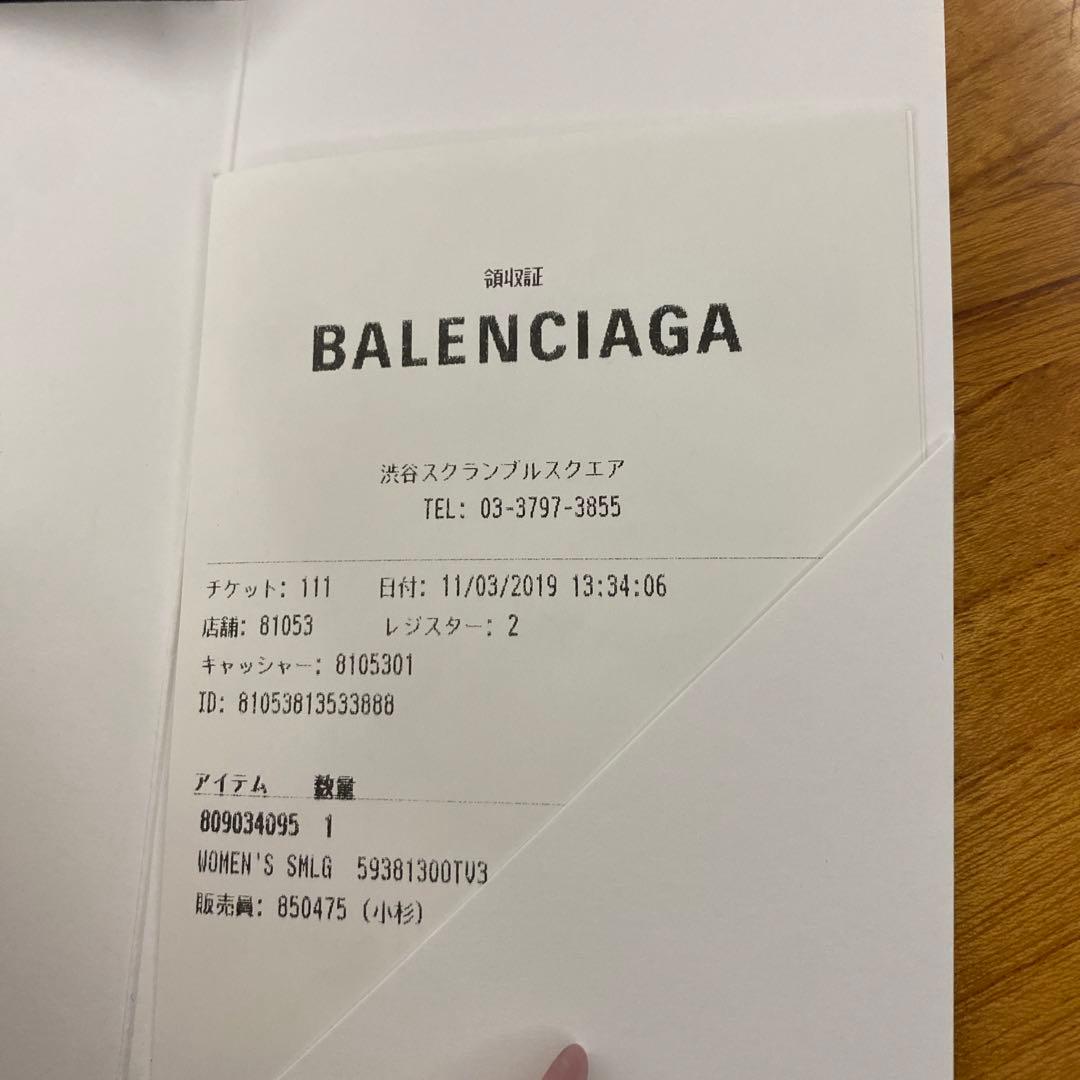 領収証
BALENCIAGA
渋谷スクランブルスクエア
TEL: 03-3797-3855
チケット: 111 日付: 11/03/2019 13:34:06
店舗: 81053 レジスター: 2
キャッシャー: 8105301
ID: 81053813533888
アイテム 数量
809034095 1
WOMEN'S SMLG 59381300TV3
販売員: 850475 (小杉)